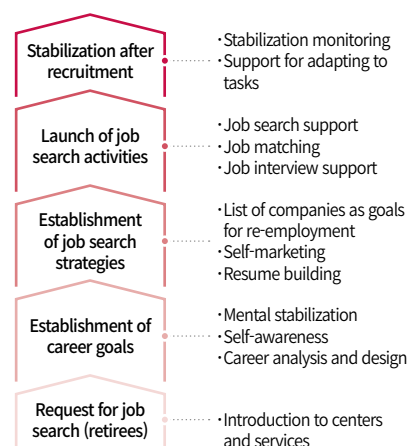 Stabilization after
recruitment
·Stabilization monitoring
·Support for adapting to
tasks
Launch of job
search activities
·Job search support
·Job matching
·Job interview support
Establishment
of job search
strategies
·List of companies as goals
for re-employment
·Self-marketing
·Resume building
Establishment of
career goals
·Mental stabilization
·Self-awareness
·Career analysis and design
Request for job
search (retirees)
·Introduction to centers
and services